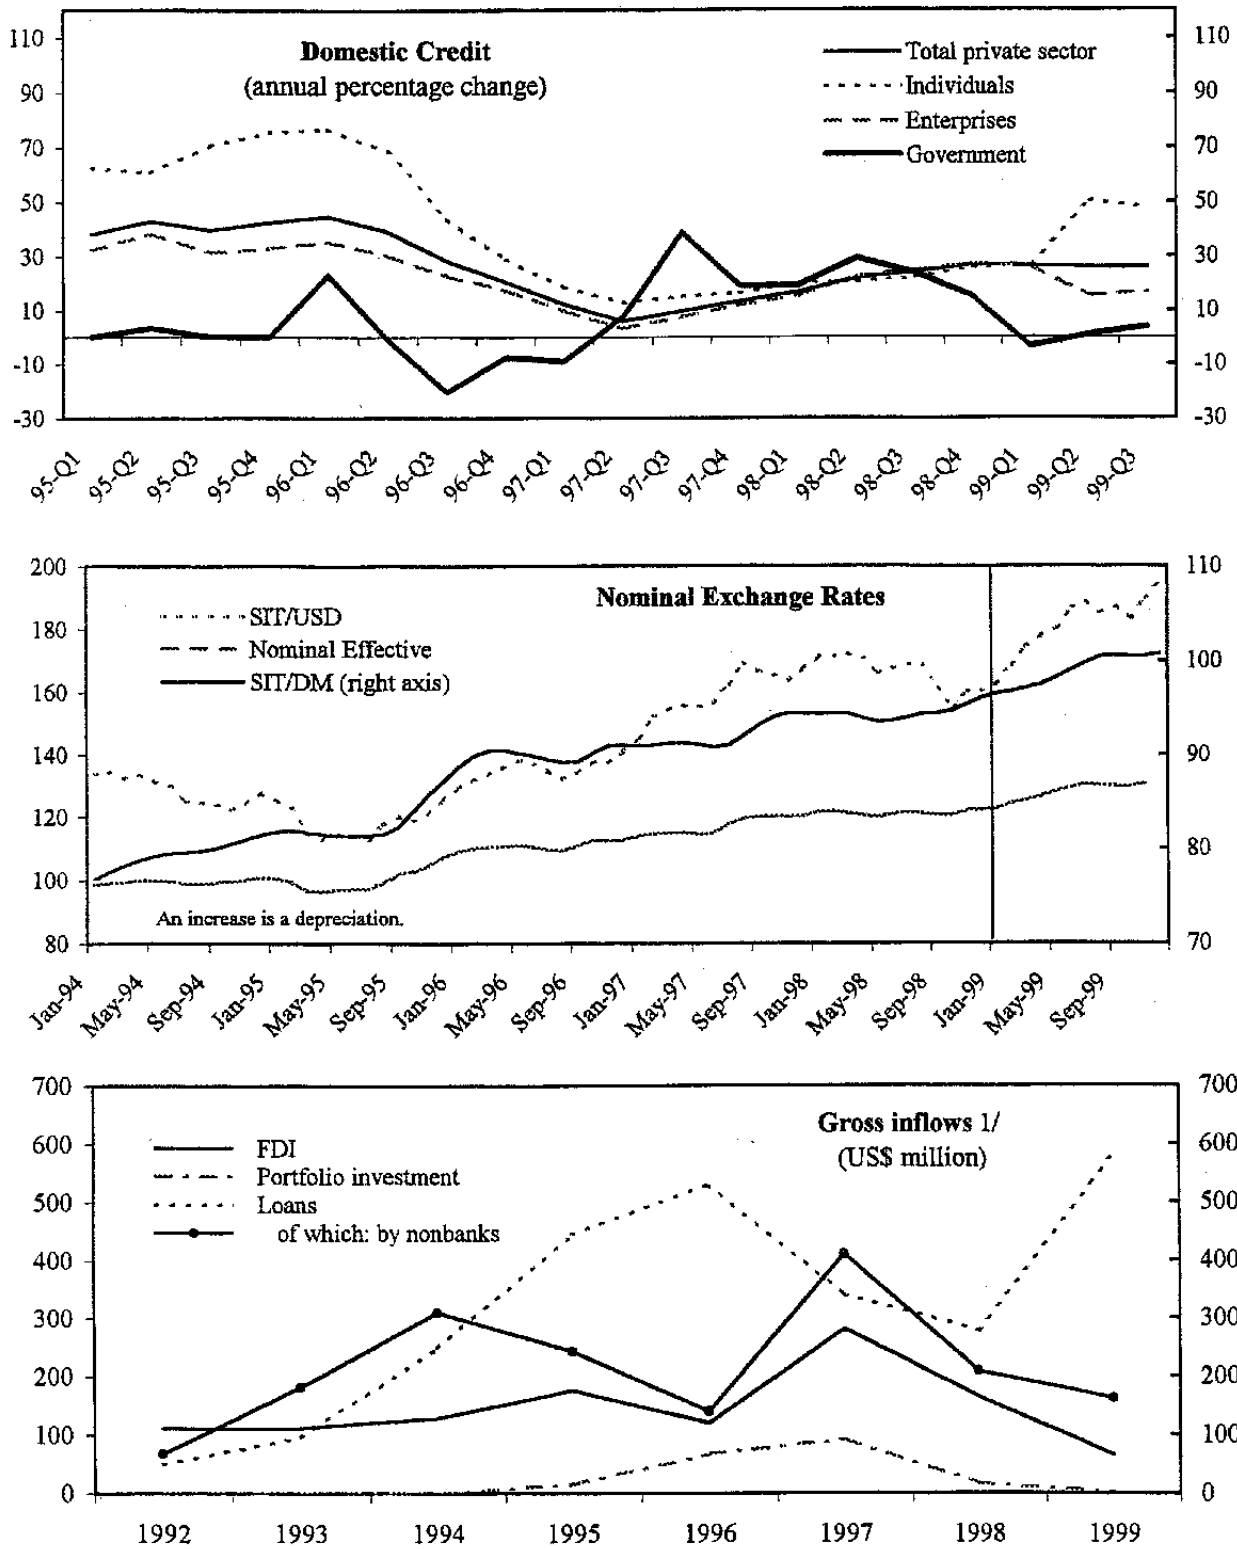 Domestic Credit
(annual percentage change)
Total private sector
Individuals
Enterprises
Government
110
90
70
50
30
10
-10
-30
110
90
70
50
30
10
-10
-30
95-Q1
95-Q2
95-Q3
95-Q4
96-Q1
96-Q2
96-Q3
96-Q4
97-Q1
97-Q2
97-Q3
97-Q4
98-Q1
98-Q2
98-Q3
98-Q4
99-Q1
99-Q2
99-Q3
Nominal Exchange Rates
SIT/USD
Nominal Effective
SIT/DM (right axis)
An increase is a depreciation.
200
180
160
140
120
100
80
110
100
90
80
70
Jan-94
May-94
Sep-94
Jan-95
May-95
Sep-95
Jan-96
May-96
Sep-96
Jan-97
May-97
Sep-97
Jan-98
May-98
Sep-98
Jan-99
May-99
Sep-99
Gross inflows 1/
(US$ million)
FDI
Portfolio investment
Loans
of which: by nonbanks
700
600
500
400
300
200
100
0
700
600
500
400
300
200
100
0
1992
1993
1994
1995
1996
1997
1998
1999